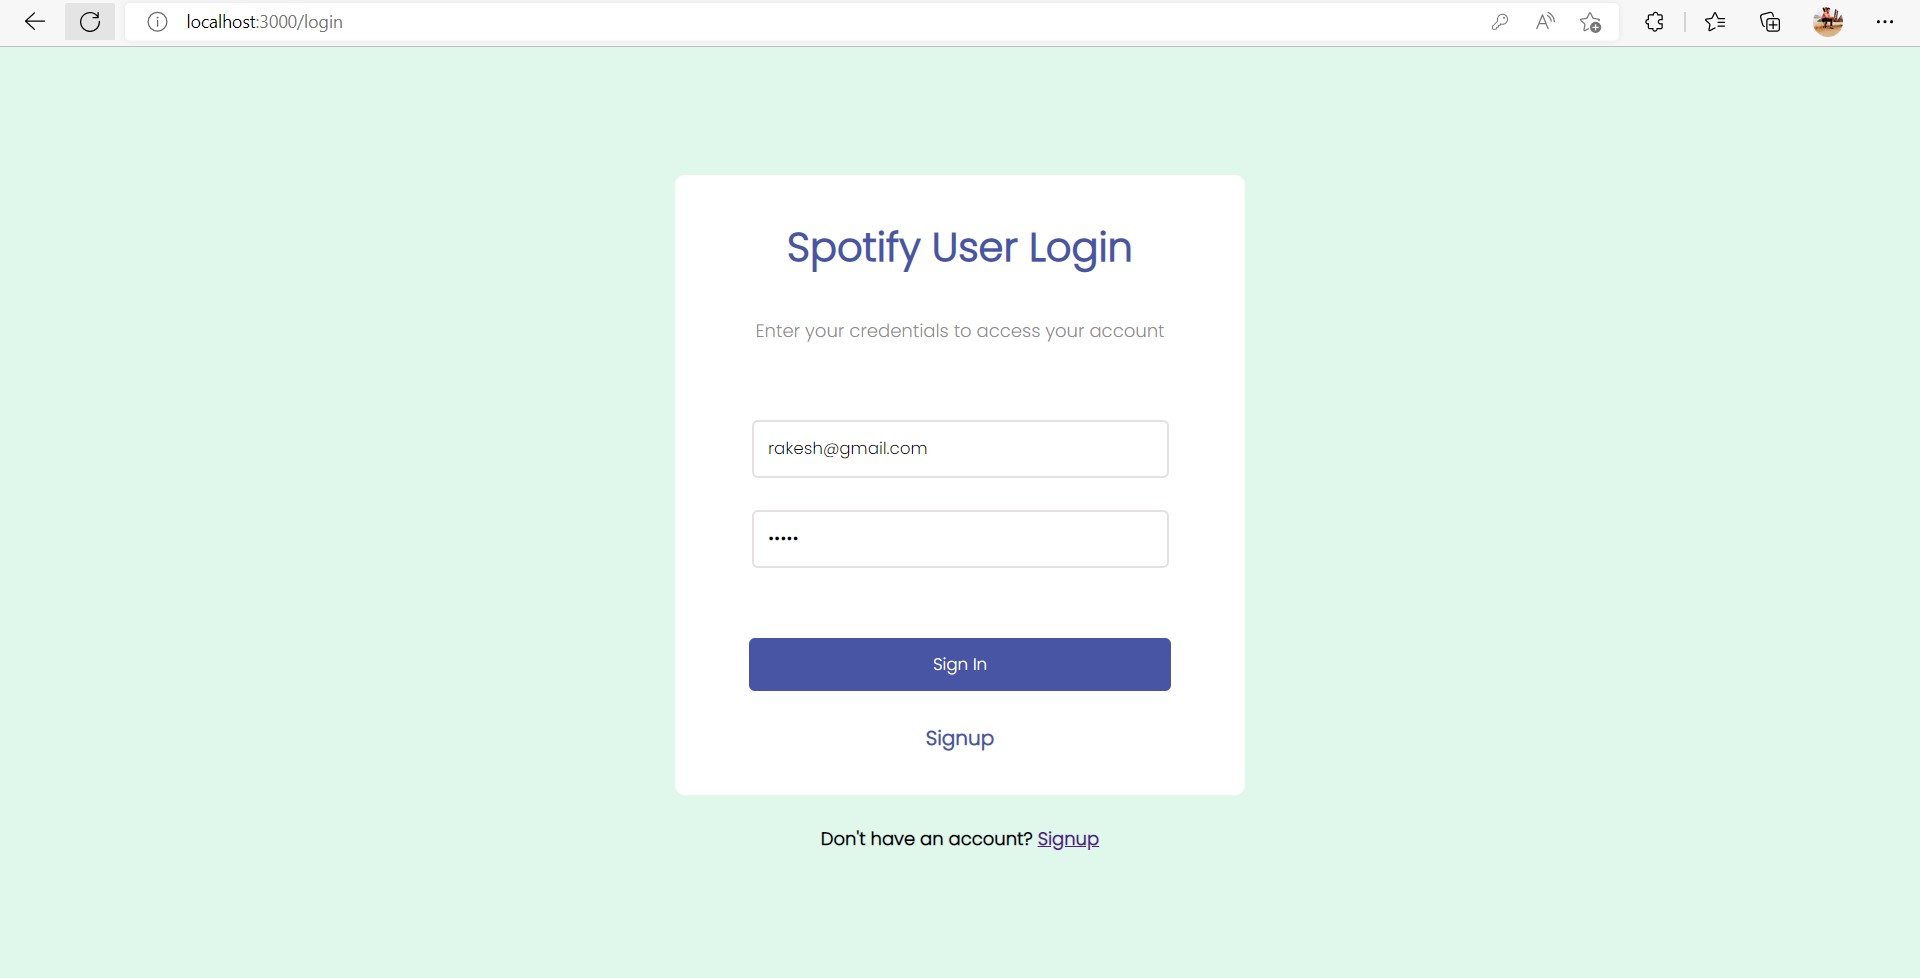 localhost:3000/login
Spotify User Login
Enter your credentials to access your account
rakesh@gmail.com
•••••
Sign In
Signup
Don't have an account? Signup